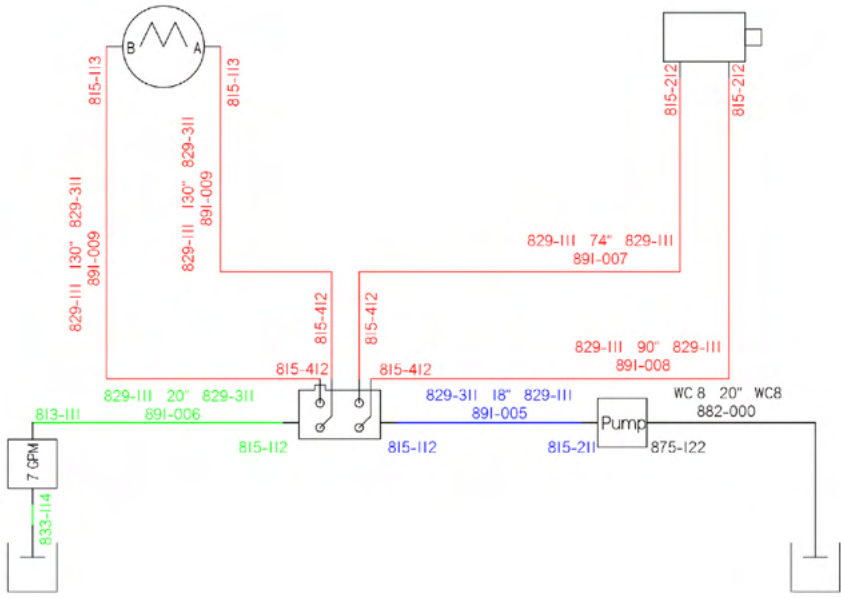 B
A
815-113
815-113
815-212
815-212
829-111 130" 829-311
891-009
829-111 130" 829-311
891-009
829-111 74" 829-111
891-007
815-412
815-412
829-111 90" 829-111
891-008
815-412
815-412
829-111 20" 829-311
891-006
829-311 18" 829-111
891-005
WC 8 20" WC8
882-000
813-111
Pump
815-112
815-112
815-211
875-122
7 GPM
833-114